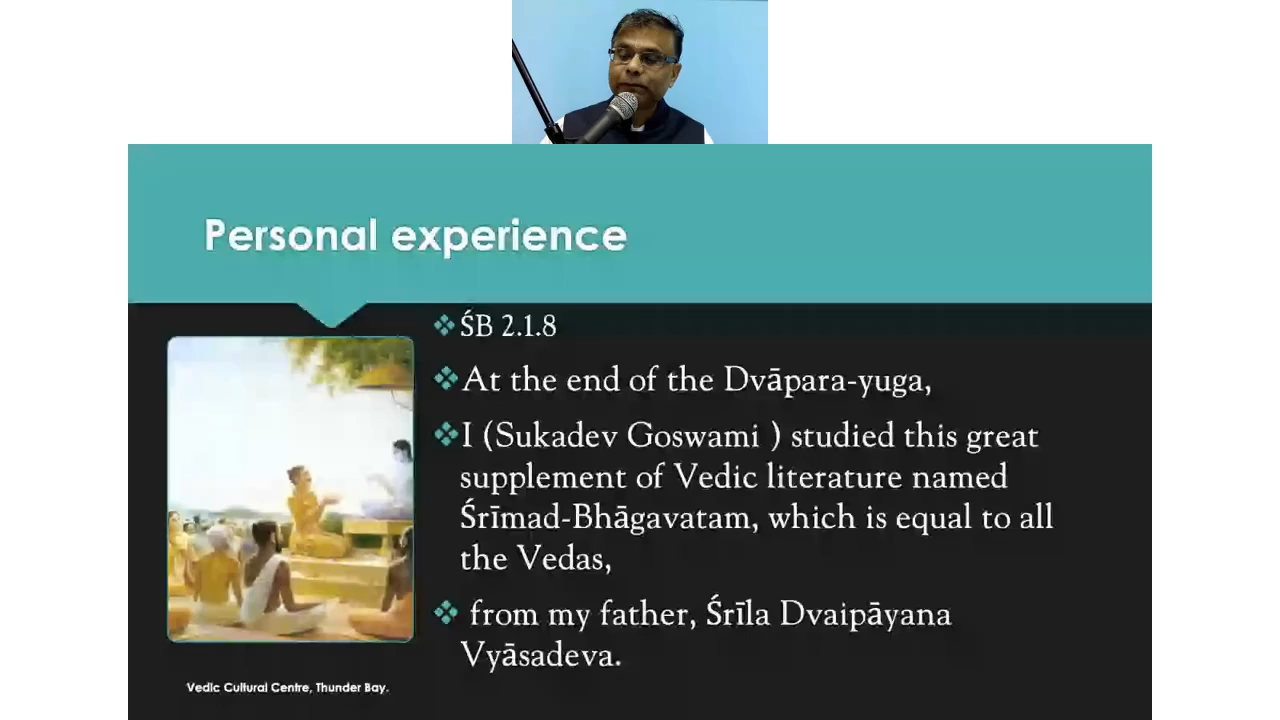 Personal experience
❖ŚB 2.1.8
❖At the end of the Dvāpara-yuga,
❖I (Sukadev Goswami ) studied this great
supplement of Vedic literature named
Śrīmad-Bhāgavatam, which is equal to all
the Vedas,
❖ from my father, Śrīla Dvaipāyana
Vyāsadeva.
Vedic Cultural Centre, Thunder Bay.